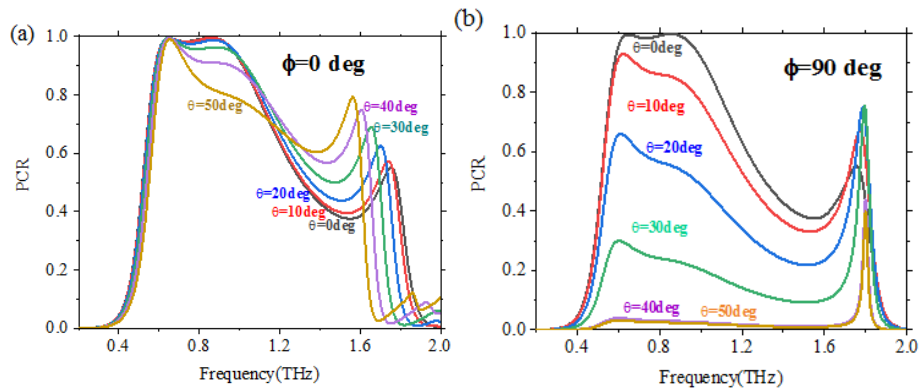 (a)
1.0
0.8
0.6
0.4
0.2
0.0
PCR
ϕ=0 deg
θ=50deg
θ=40deg
θ=30deg
θ=20deg
θ=10deg
θ=0deg
0.4 0.8 1.2 1.6 2.0
Frequency(THz)
(b)
1.0
0.8
0.6
0.4
0.2
0.0
PCR
θ=0deg
ϕ=90 deg
θ=10deg
θ=20deg
θ=30deg
θ=40deg
θ=50deg
0.4 0.8 1.2 1.6 2.0
Frequency(THz)